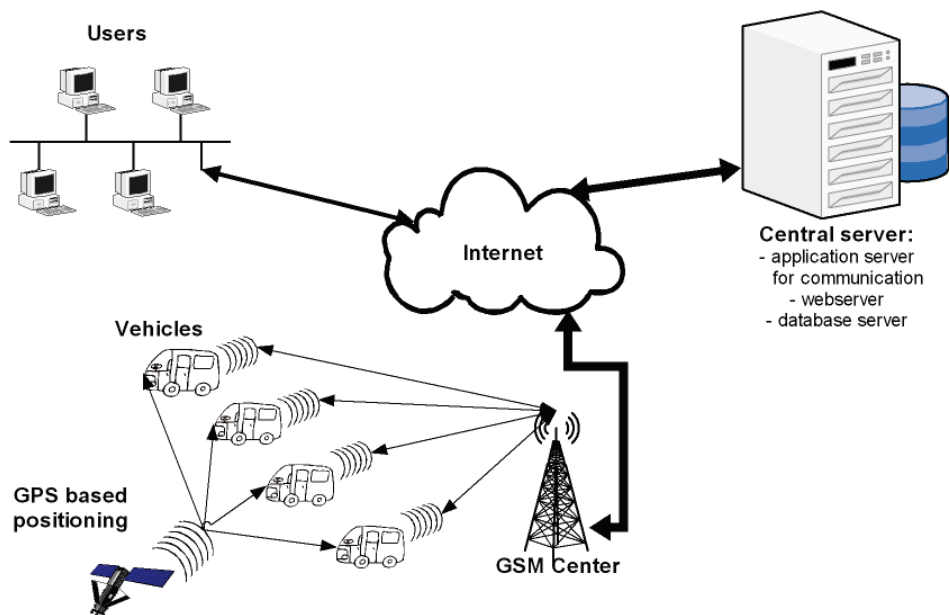 Users
Internet
Central server:
- application server
for communication
- webserver
- database server
Vehicles
GPS based
positioning
GSM Center